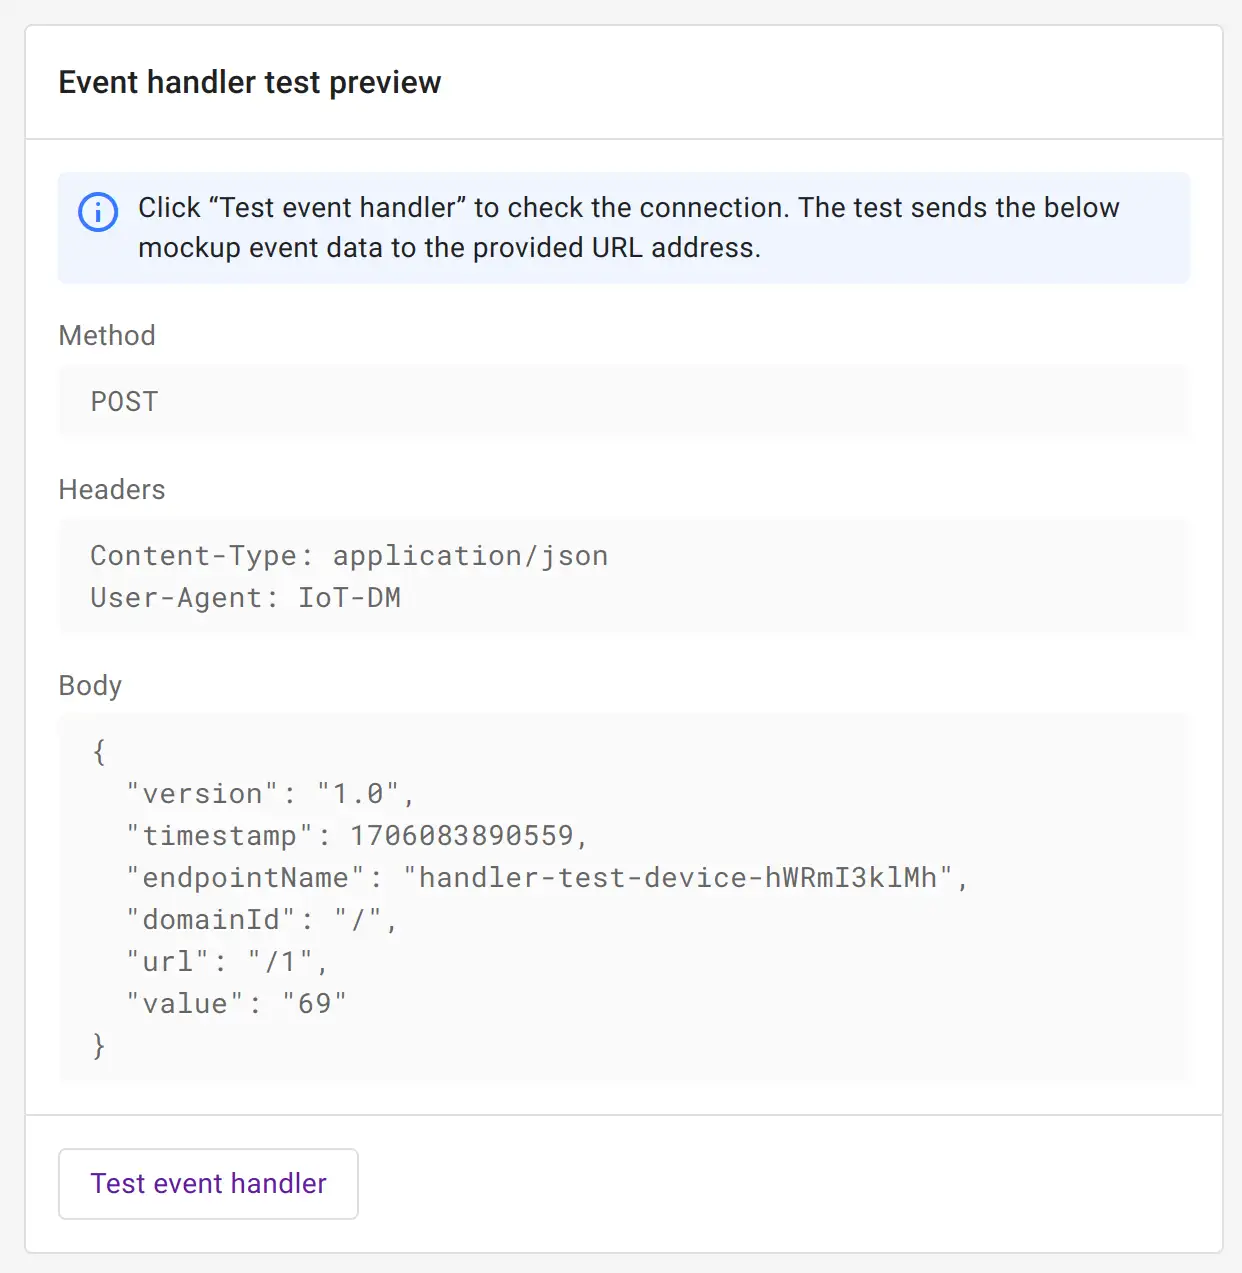 Event handler test preview
Click “Test event handler” to check the connection. The test sends the below
mockup event data to the provided URL address.
Method
POST
Headers
Content-Type: application/json
User-Agent: IoT-DM
Body
{
  "version": "1.0",
  "timestamp": 1706083890559,
  "endpointName": "handler-test-device-hWRmI3klMh",
  "domainId": "/",
  "url": "/1",
  "value": "69"
}
Test event handler